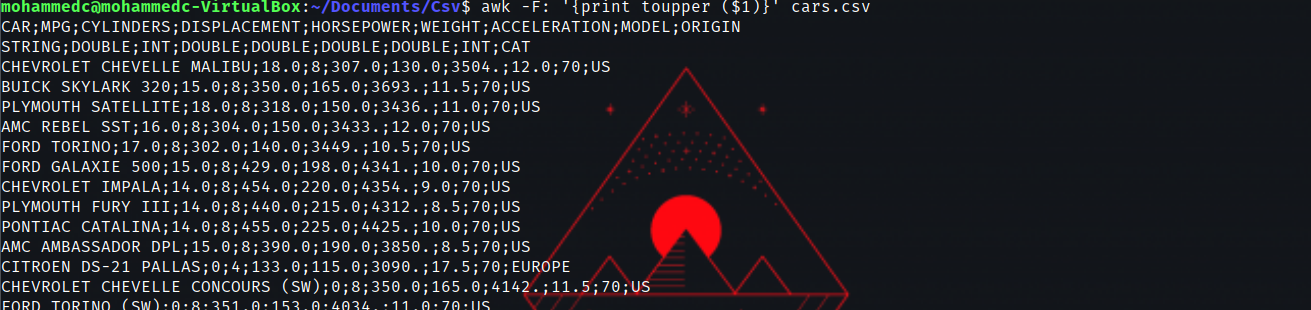 mohammedc@mohammedc-VirtualBox:~/Documents/Csv$ awk -F: '{print toupper ($1)}' cars.csv
CAR;MPG;CYLINDERS;DISPLACEMENT;HORSEPOWER;WEIGHT;ACCELERATION;MODEL;ORIGIN
STRING;DOUBLE;INT;DOUBLE;DOUBLE;DOUBLE;DOUBLE;INT;CAT
CHEVROLET CHEVELLE MALIBU;18.0;8;307.0;130.0;3504.;12.0;70;US
BUICK SKYLARK 320;15.0;8;350.0;165.0;3693.;11.5;70;US
PLYMOUTH SATELLITE;18.0;8;318.0;150.0;3436.;11.0;70;US
AMC REBEL SST;16.0;8;304.0;150.0;3433.;12.0;70;US
FORD TORINO;17.0;8;302.0;140.0;3449.;10.5;70;US
FORD GALAXIE 500;15.0;8;429.0;198.0;4341.;10.0;70;US
CHEVROLET IMPALA;14.0;8;454.0;220.0;4354.;9.0;70;US
PLYMOUTH FURY III;14.0;8;440.0;215.0;4312.;8.5;70;US
PONTIAC CATALINA;14.0;8;455.0;225.0;4425.;10.0;70;US
AMC AMBASSADOR DPL;15.0;8;390.0;190.0;3850.;8.5;70;US
CITROEN DS-21 PALLAS;0;4;133.0;115.0;3090.;17.5;70;EUROPE
CHEVROLET CHEVELLE CONCOURS (SW);0;8;350.0;165.0;4142.;11.5;70;US
FORD TORINO (SW);0;8;351.0;153.0;4034.;11.0;70;US